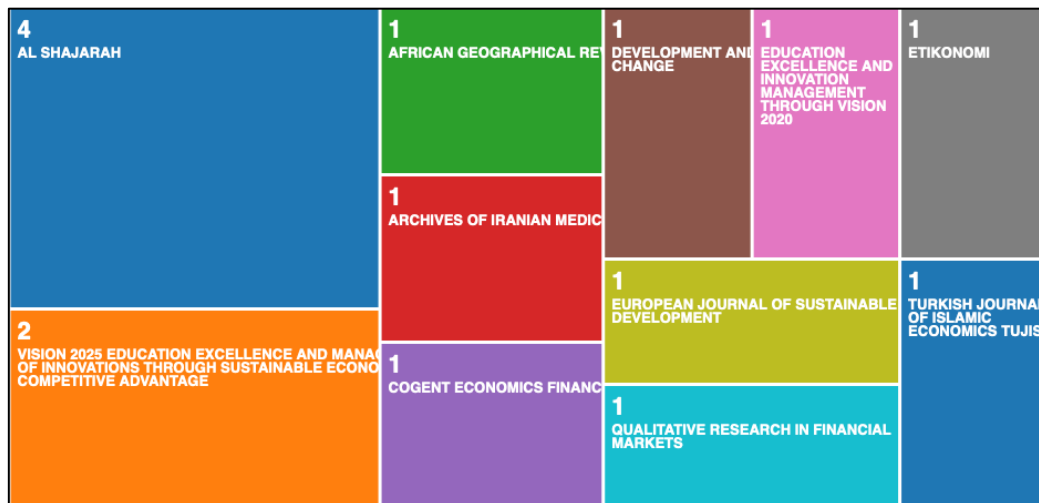 4
AL SHAJARAH
2
VISION 2025 EDUCATION EXCELLENCE AND MANAG
OF INNOVATIONS THROUGH SUSTAINABLE ECONO
COMPETITIVE ADVANTAGE
1
AFRICAN GEOGRAPHICAL REV
1
ARCHIVES OF IRANIAN MEDIC
1
COGENT ECONOMICS FINANC
1
DEVELOPMENT AND
CHANGE
1
EDUCATION
EXCELLENCE AND
INNOVATION
MANAGEMENT
THROUGH VISION
2020
1
ETIKONOMI
1
EUROPEAN JOURNAL OF SUSTAINABLE
DEVELOPMENT
1
QUALITATIVE RESEARCH IN FINANCIAL
MARKETS
1
TURKISH JOURNAL
OF ISLAMIC
ECONOMICS TUJIS